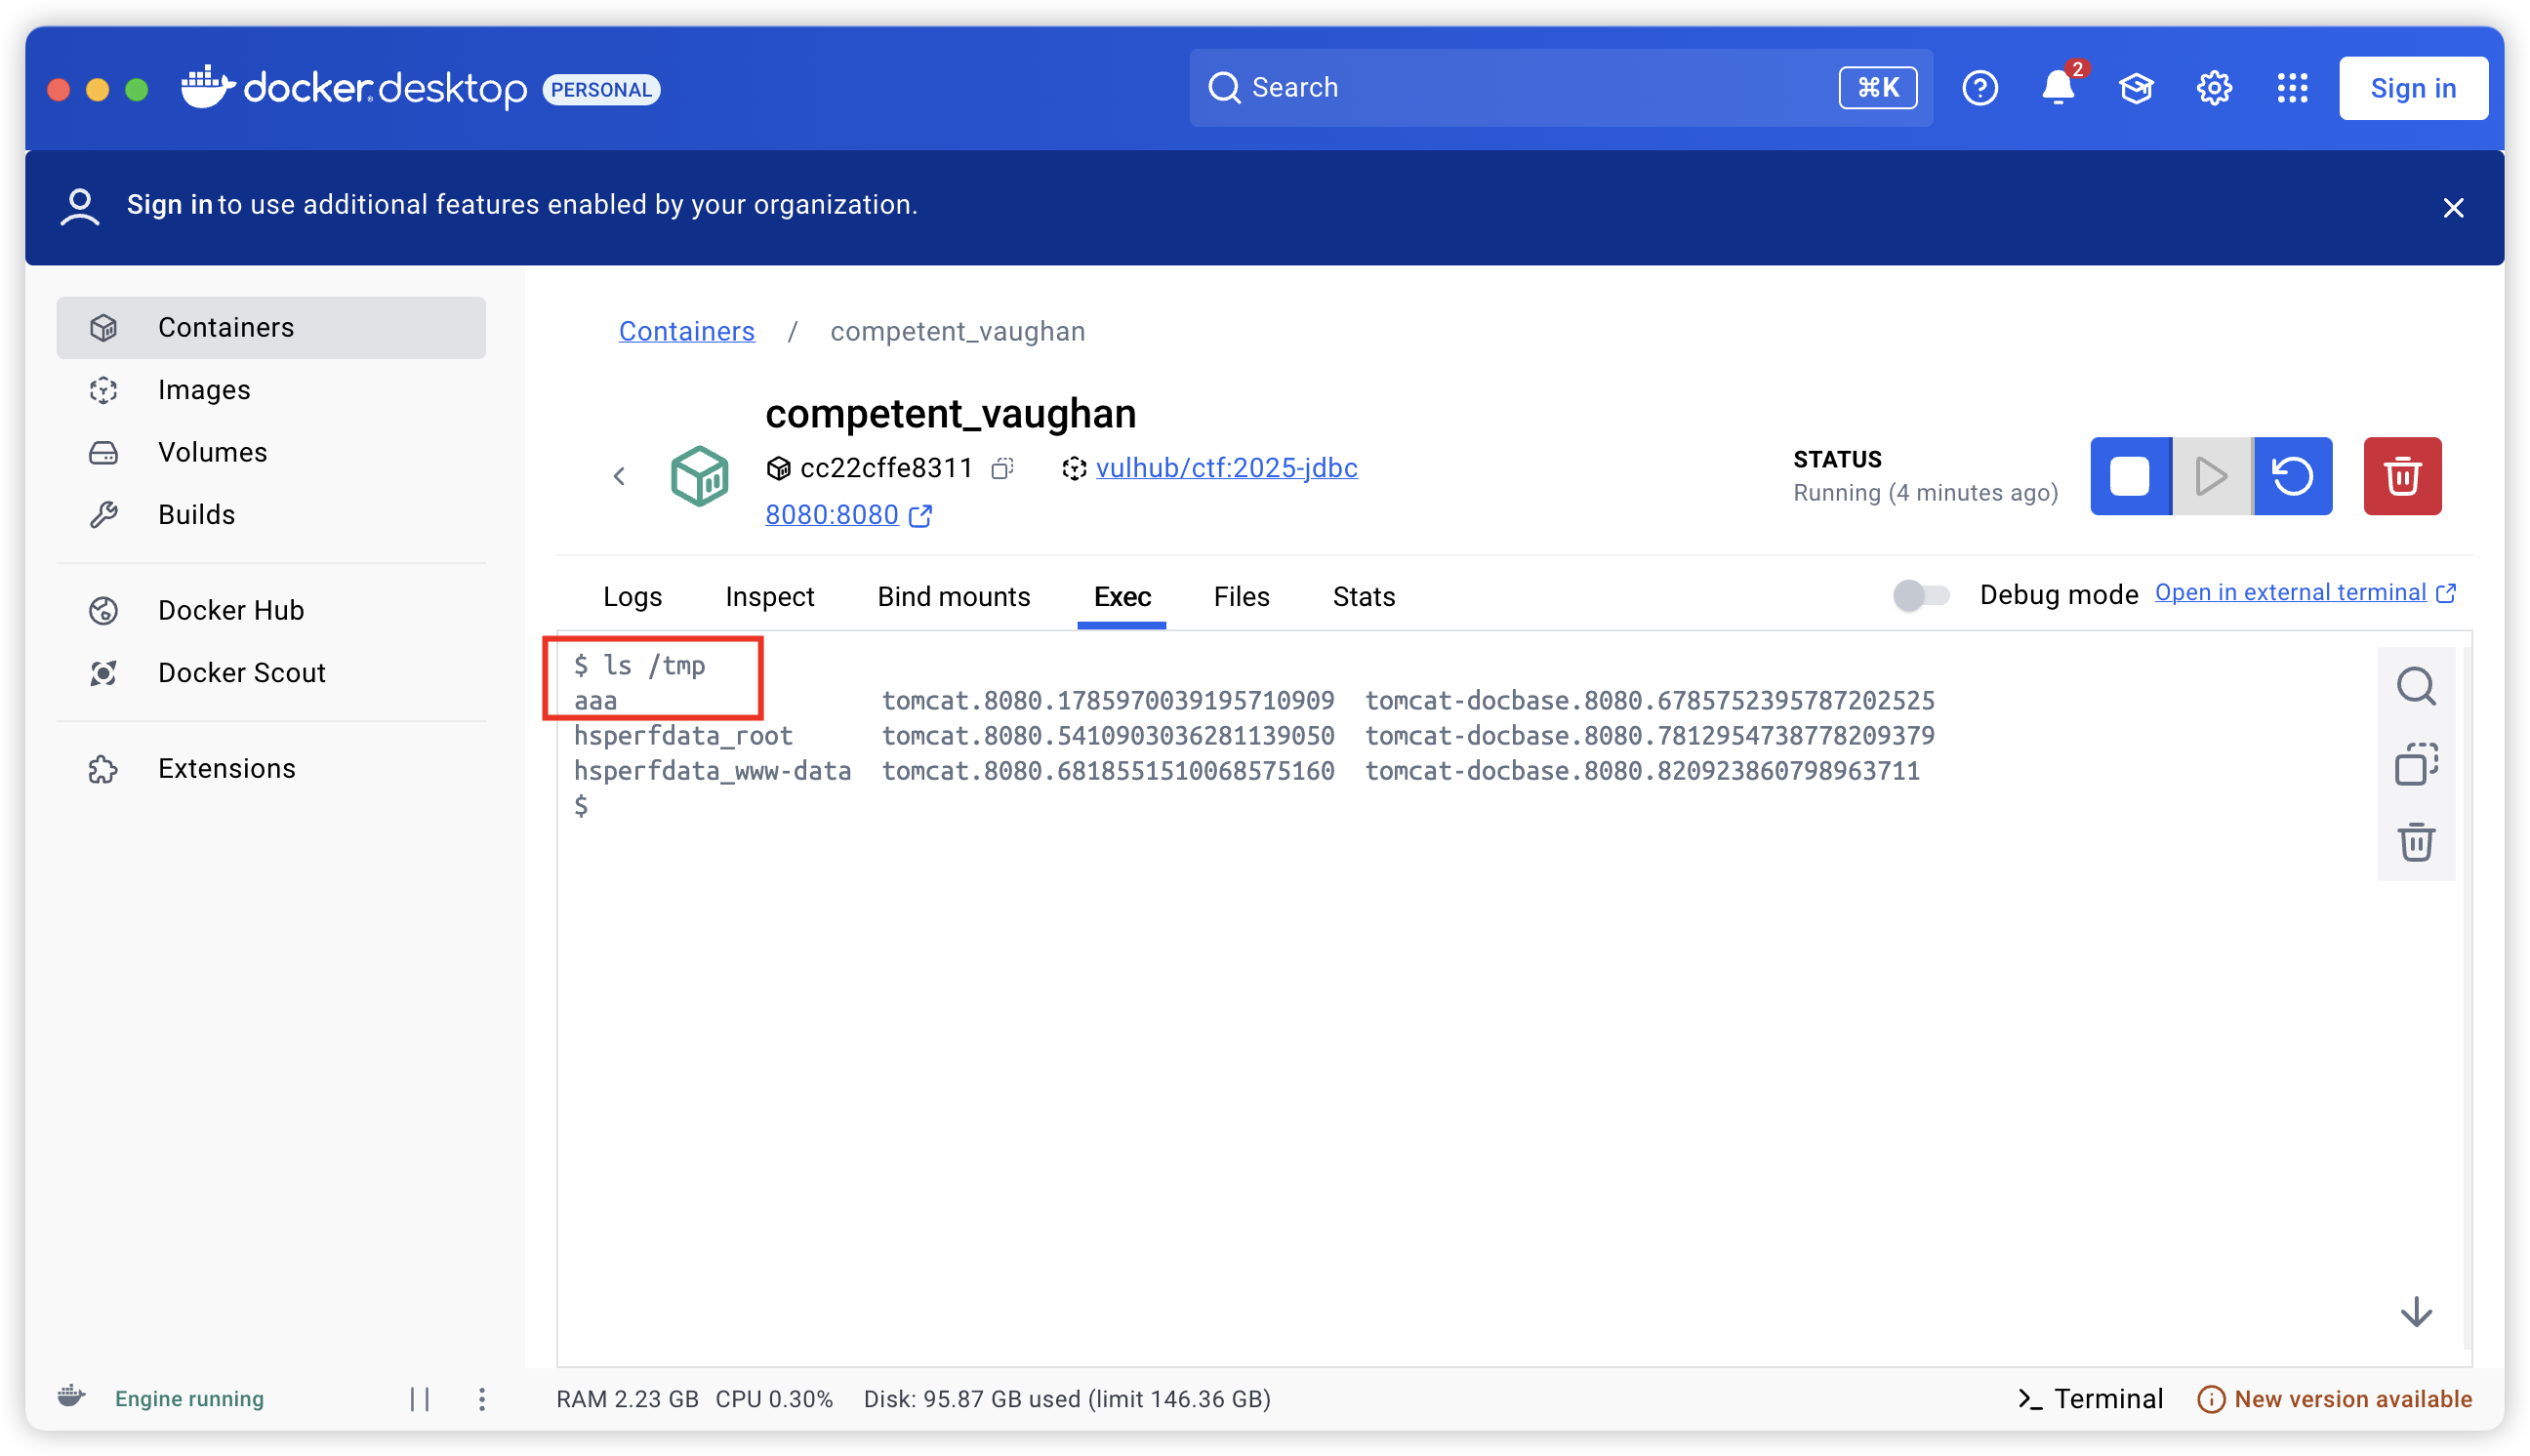 docker.desktop PERSONAL
Search
⌘K
2
Sign in
Sign in to use additional features enabled by your organization.
Containers
Images
Volumes
Builds
Docker Hub
Docker Scout
Extensions
Containers / competent_vaughan
competent_vaughan
cc22cffe8311 vulhub/ctf:2025-jdbc
8080:8080
STATUS
Running (4 minutes ago)
Logs Inspect Bind mounts Exec Files Stats
Debug mode Open in external terminal
$ ls /tmp
aaa tomcat.8080.1785970039195710909 tomcat-docbase.8080.6785752395787202525
hsperfdata_root tomcat.8080.5410903036281139050 tomcat-docbase.8080.7812954738778209379
hsperfdata_www-data tomcat.8080.6818551510068575160 tomcat-docbase.8080.820923860798963711
$
Engine running
RAM 2.23 GB CPU 0.30% Disk: 95.87 GB used (limit 146.36 GB)
>_ Terminal
New version available